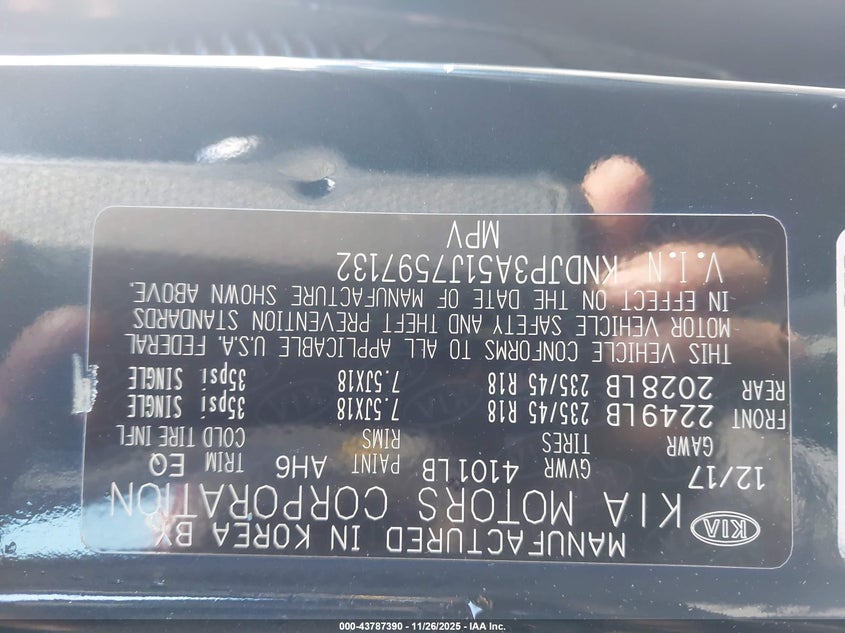 MANUFACTURED IN KOREA BY
KIA KIA MOTORS CORPORATION
12/17 GVWR 4101LB PAINT AH6 TRIM EQ
GAWR TIRES RIMS COLD TIRE INFL
FRONT 2249LB 235/45 R18 7.5JX18 35psi SINGLE
REAR 2028LB 235/45 R18 7.5JX18 35psi SINGLE
THIS VEHICLE CONFORMS TO ALL APPLICABLE U.S.A. FEDERAL
MOTOR VEHICLE SAFETY AND THEFT PREVENTION STANDARDS
IN EFFECT ON THE DATE OF MANUFACTURE SHOWN ABOVE.
V.I.N KNDJP3A51J7597132
MPV
000-43787390 - 11/26/2025 - IAA Inc.